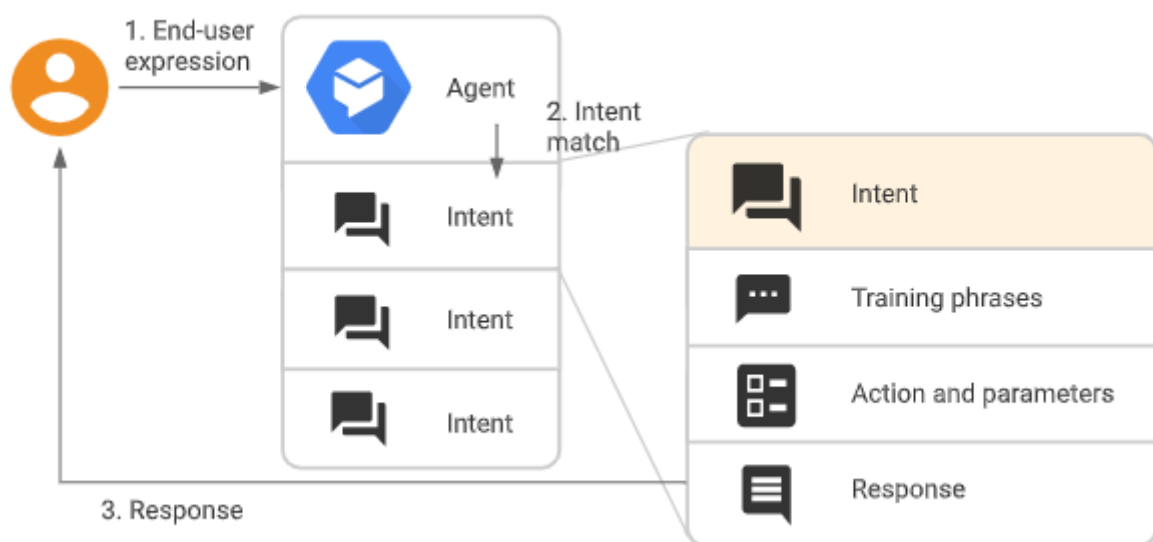 1. End-user
expression
Agent
2. Intent
match
Intent
Intent
Intent
Intent
Training phrases
Action and parameters
Response
3. Response